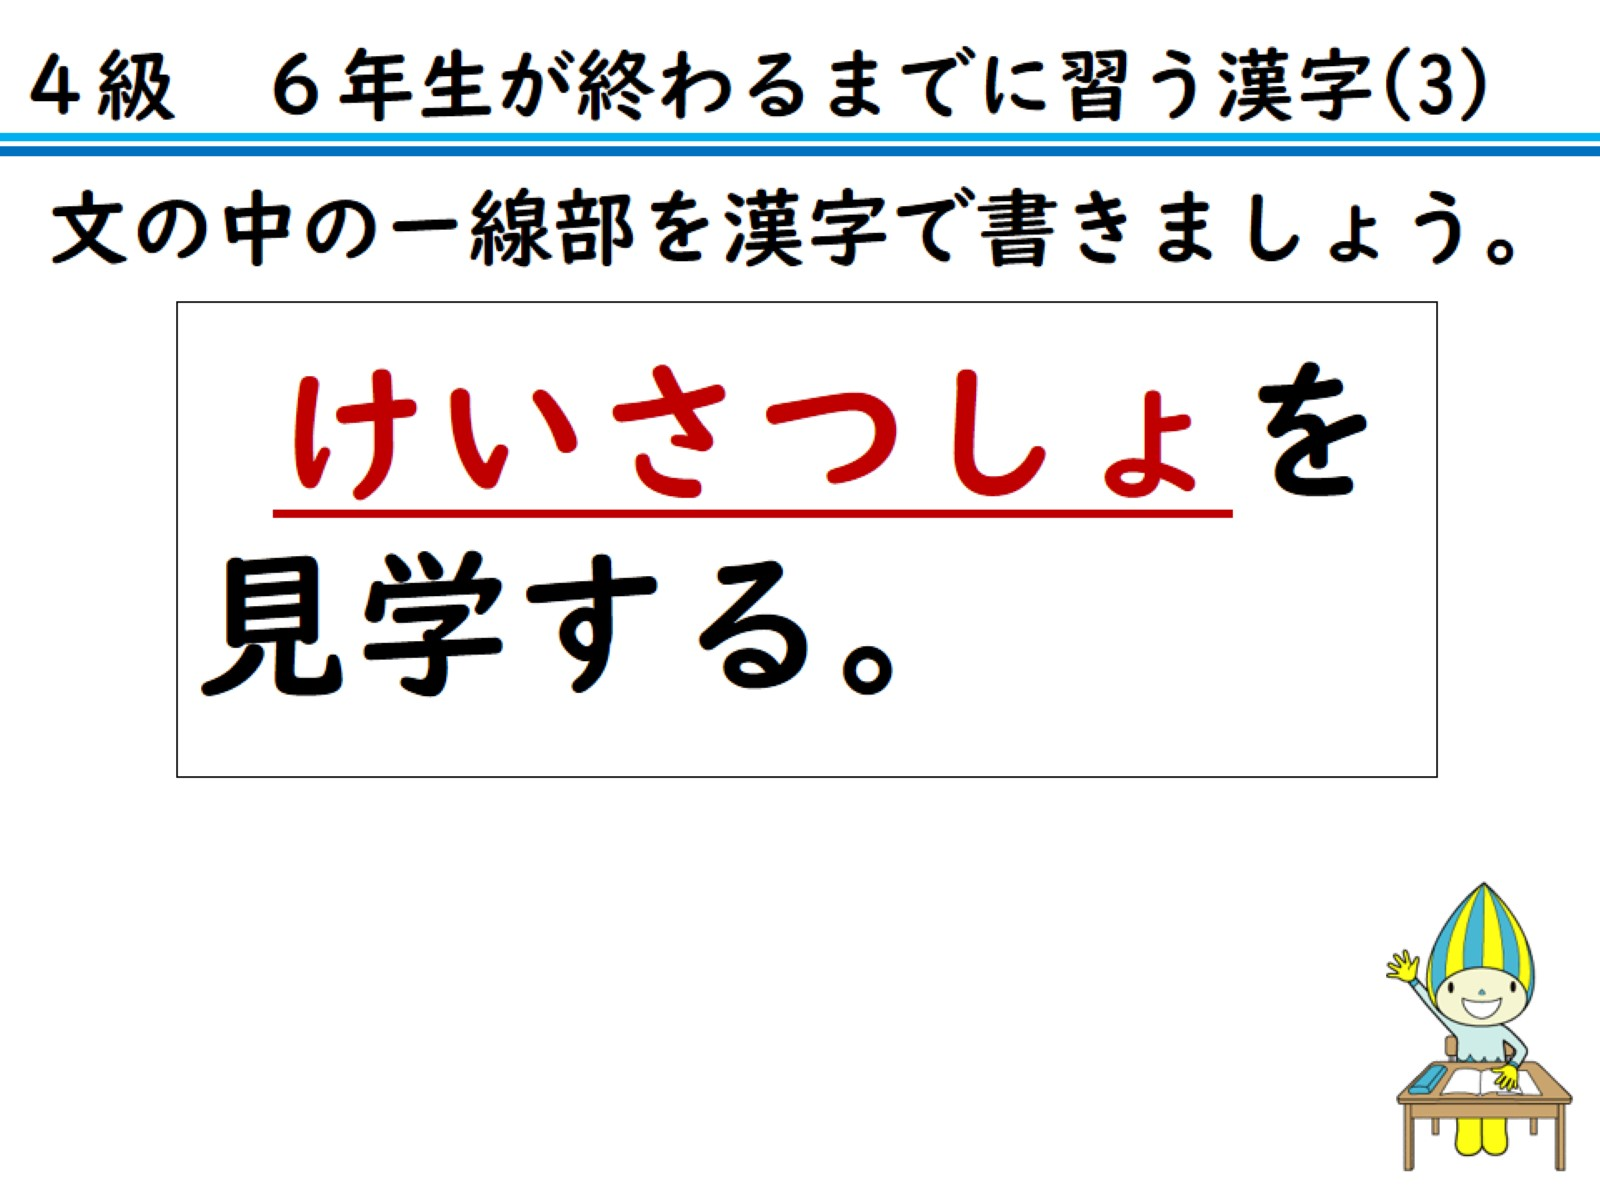 ４級　６年生が終わるまでに習う漢字(3)
文の中の一線部を漢字で書きましょう。
けいさつしょを
見学する。